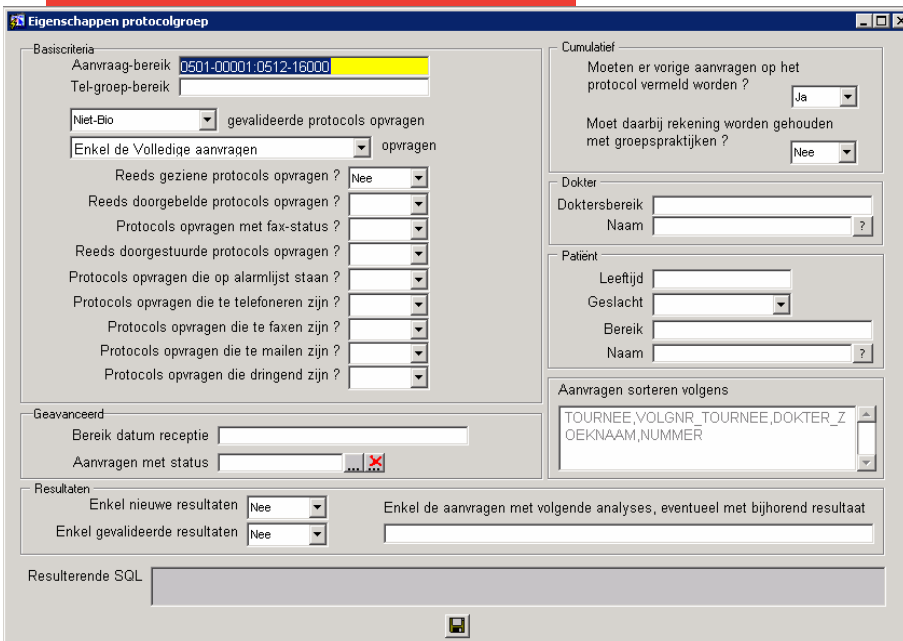 Eigenschappen protocolgroep
Basiscriteria
Aanvraag-bereik 0501-00001:0512-16000
Tel-groep-bereik
Niet-Bio gevalideerde protocols opvragen
Enkel de Volledige aanvragen opvragen
Reeds geziene protocols opvragen ? Nee
Reeds doorgebelde protocols opvragen ?
Protocols opvragen met fax-status ?
Reeds doorgestuurde protocols opvragen ?
Protocols opvragen die op alarmlijst staan ?
Protocols opvragen die te telefoneren zijn ?
Protocols opvragen die te faxen zijn ?
Protocols opvragen die te mailen zijn ?
Protocols opvragen die dringend zijn ?
Geavanceerd
Bereik datum receptie
Aanvragen met status ...
Cumulatief
Moeten er vorige aanvragen op het
protocol vermeld worden ?
Ja
Moet daarbij rekening worden gehouden
met groepspraktijken ?
Nee
Dokter
Doktersbereik
Naam ?
Patiënt
Leeftijd
Geslacht
Bereik
Naam ?
Aanvragen sorteren volgens
TOURNEE,VOLGNR_TOURNEE,DOKTER_Z
OEKNAAM,NUMMER
Resultaten
Enkel nieuwe resultaten Nee
Enkel gevalideerde resultaten Nee
Enkel de aanvragen met volgende analyses, eventueel met bijhorend resultaat
Resulterende SQL